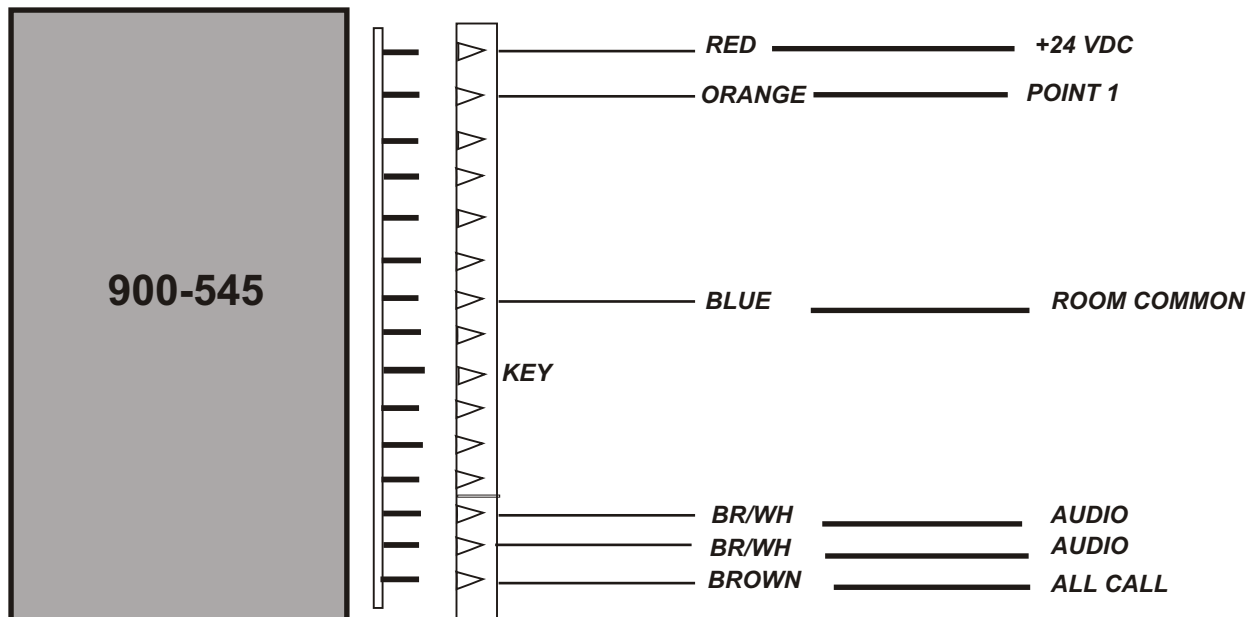 RED +24 VDC
ORANGE POINT 1
900-545
BLUE ROOM COMMON
KEY
BR/WH AUDIO
BR/WH AUDIO
BROWN ALL CALL